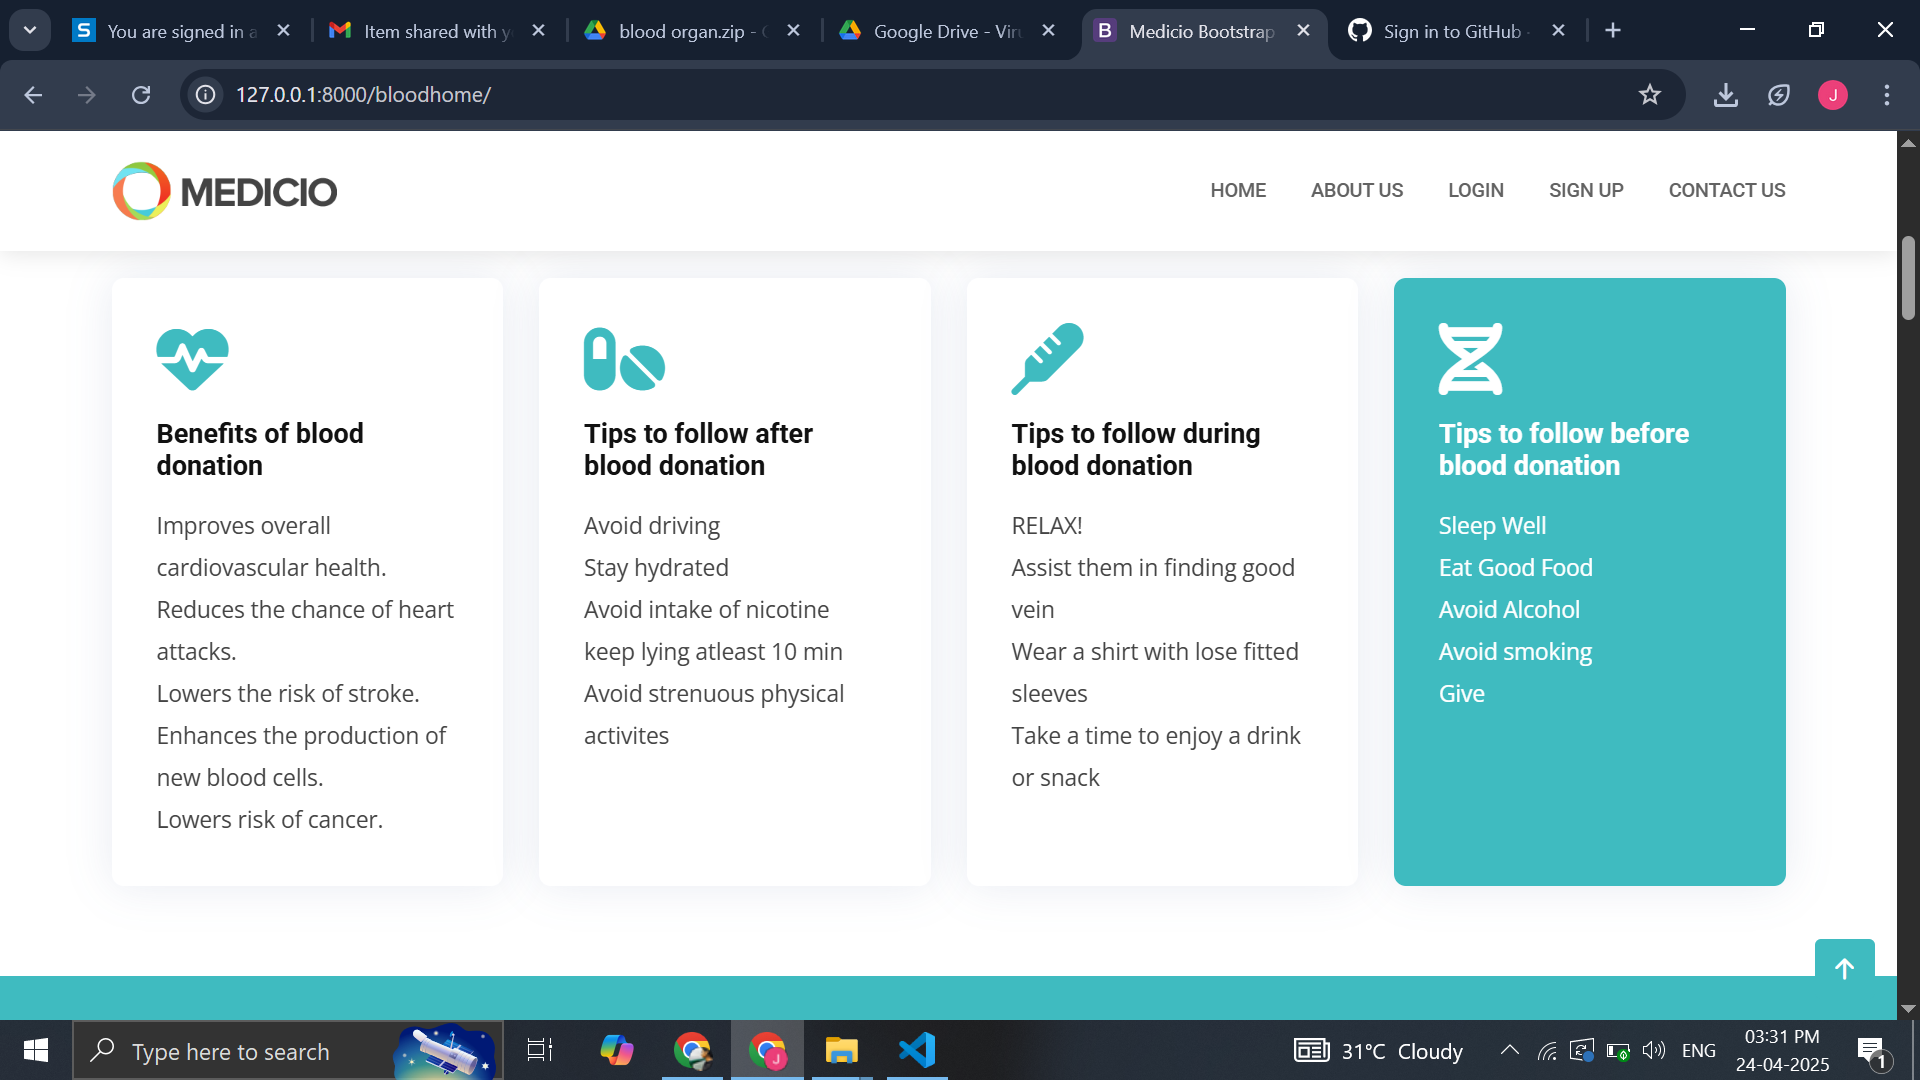 You are signed in a
Item shared with y
blood organ.zip -
Google Drive - Vir
Medicio Bootstrap
Sign in to GitHub
127.0.0.1:8000/bloodhome/
J
MEDICIO
HOME
ABOUT US
LOGIN
SIGN UP
CONTACT US
Benefits of blood
donation
Improves overall
cardiovascular health.
Reduces the chance of heart
attacks.
Lowers the risk of stroke.
Enhances the production of
new blood cells.
Lowers risk of cancer.
Tips to follow after
blood donation
Avoid driving
Stay hydrated
Avoid intake of nicotine
keep lying atleast 10 min
Avoid strenuous physical
activites
Tips to follow during
blood donation
RELAX!
Assist them in finding good
vein
Wear a shirt with lose fitted
sleeves
Take a time to enjoy a drink
or snack
Tips to follow before
blood donation
Sleep Well
Eat Good Food
Avoid Alcohol
Avoid smoking
Give
Type here to search
31°C Cloudy
ENG
03:31 PM
24-04-2025
1